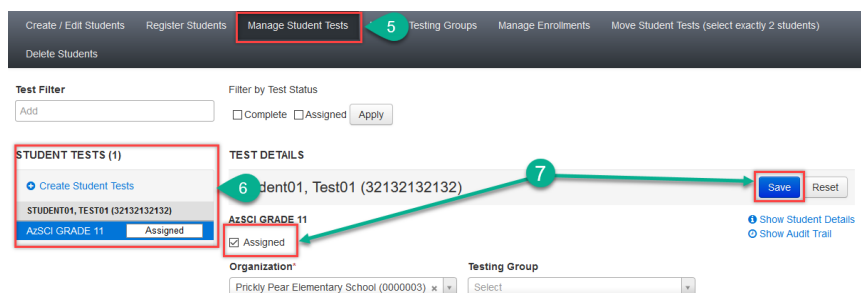 Create / Edit Students Register Students Manage Student Tests 5 Testing Groups Manage Enrollments Move Student Tests (select exactly 2 students)
Delete Students
Test Filter
Add
Filter by Test Status
Complete Assigned Apply
STUDENT TESTS (1)
Create Student Tests
STUDENT01, TEST01 (32132132132)
AzSCI GRADE 11 Assigned
6
TEST DETAILS
7
dent01, Test01 (32132132132)
Save Reset
AzSCI GRADE 11
Show Student Details
Assigned
Show Audit Trail
Organization* Testing Group
Prickly Pear Elementary School (0000003) × Select